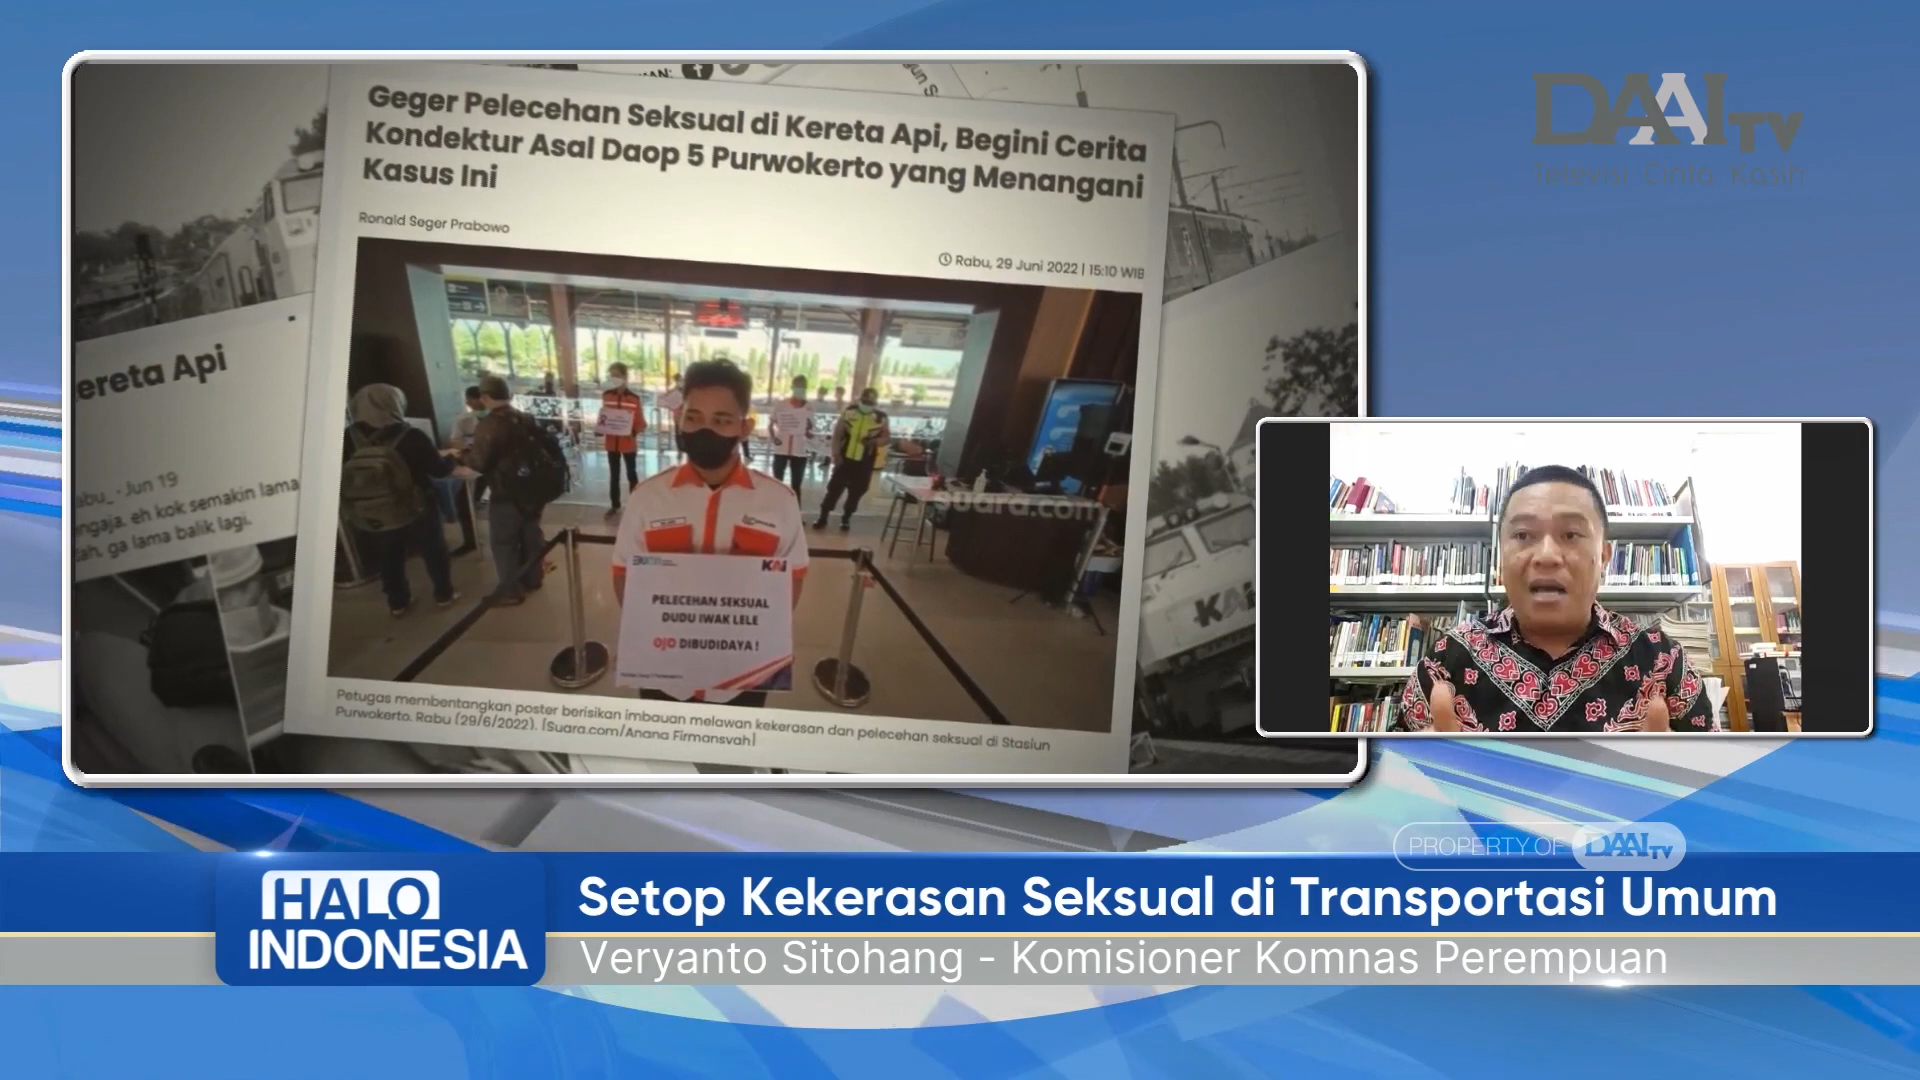 Geger Pelecehan Seksual di Kereta Api, Begini Cerita
Kondektur Asal Daop 5 Purwokerto yang Menangani
Kasus Ini
Ronald Seger Prabowo
Rabu, 29 Juni 2022 | 15:10 WIB
suara.com
KAI
PELECEHAN SEKSUAL
DUDU IWAK LELE
OJO DIBUDIDAYA !
Petugas membentangkan poster berisikan imbauan melawan kekerasan dan pelecehan seksual di Stasiun
Purwokerto, Rabu (29/6/2022). [Suara.com/Anang Firmansyah]
ereta Api
abu_ · Jun 19
engaja. eh kok semakin lama
lah. ga lama balik lagi.
KAI
DAAI TV
Televisi Cinta Kasih
PROPERTY OF DAAI TV
HALO
INDONESIA
Setop Kekerasan Seksual di Transportasi Umum
Veryanto Sitohang - Komisioner Komnas Perempuan